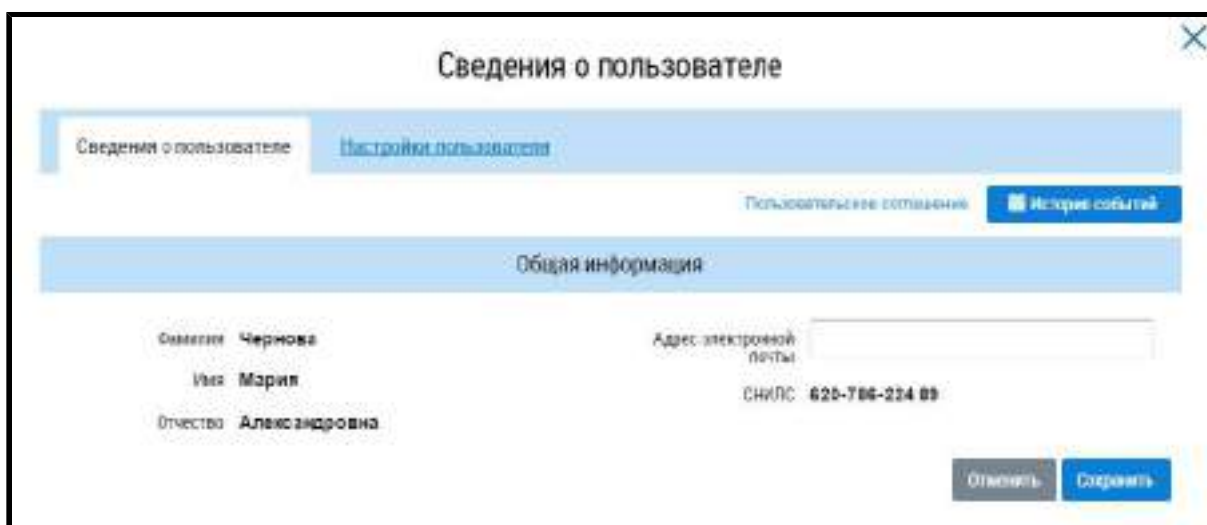 Сведения о пользователе
Сведения о пользователе Настройки пользователя
Пользовательское соглашение История событий
Общая информация
Фамилия Чернова
Адрес электронной
почты
Имя Мария
СНИЛС 620-786-224 89
Отчество Александровна
Отменить Сохранить